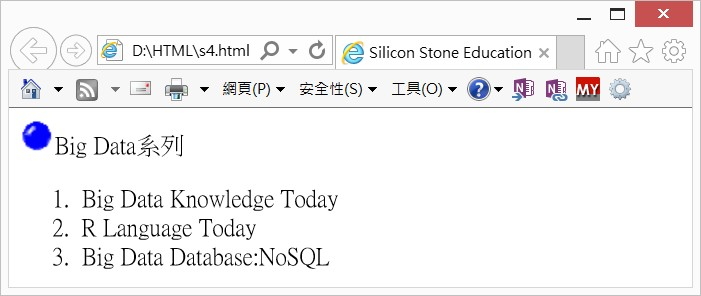 D:\HTML\s4.html
Silicon Stone Education
網頁(P) 安全性(S) 工具(O)
MY
Big Data系列
1. Big Data Knowledge Today
2. R Language Today
3. Big Data Database:NoSQL